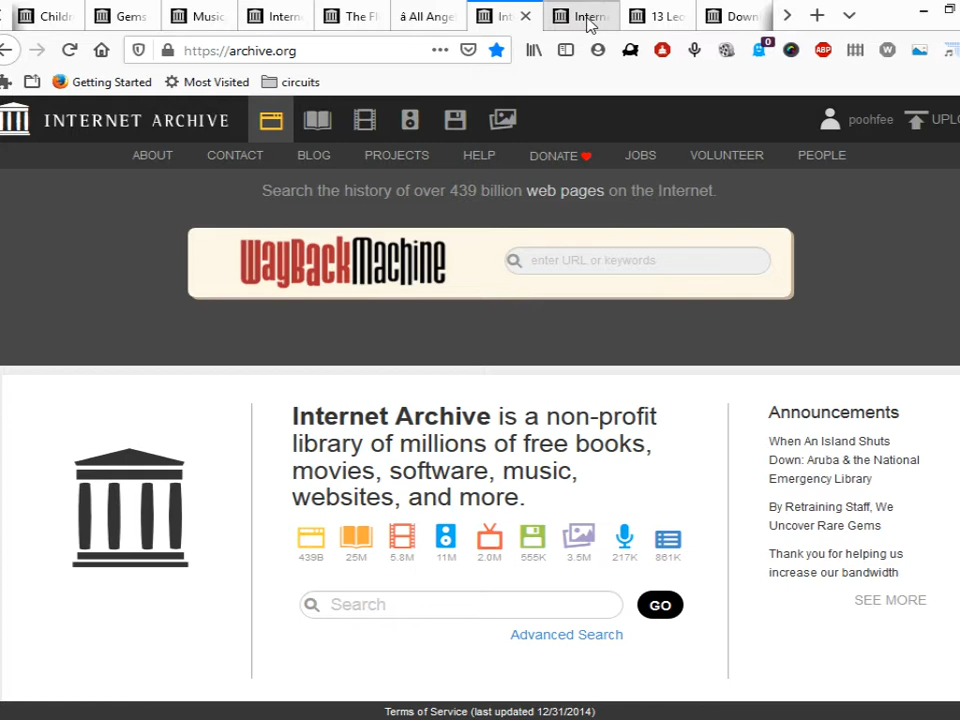 Childr
Gems
Music
Intern
The Fl
â All Ange
Int
Intern
13 Leo
Down
https://archive.org
0
ABP
W
Getting Started
Most Visited
circuits
INTERNET ARCHIVE
poohfee
UPLO
ABOUT
CONTACT
BLOG
PROJECTS
HELP
DONATE
JOBS
VOLUNTEER
PEOPLE
Search the history of over 439 billion web pages on the Internet.
WayBackMachine
enter URL or keywords
Internet Archive is a non-profit
library of millions of free books,
movies, software, music,
websites, and more.
439B
25M
5.8M
11M
2.0M
555K
3.5M
217K
861K
Search
GO
Advanced Search
Announcements
When An Island Shuts
Down: Aruba & the National
Emergency Library
By Retraining Staff, We
Uncover Rare Gems
Thank you for helping us
increase our bandwidth
SEE MORE
Terms of Service (last updated 12/31/2014)